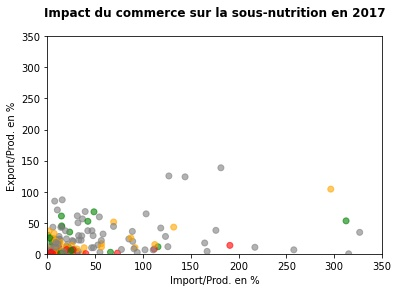 Impact du commerce sur la sous-nutrition en 2017
350
300
250
200
150
100
50
0
Export/Prod. en %
0 50 100 150 200 250 300 350
Import/Prod. en %